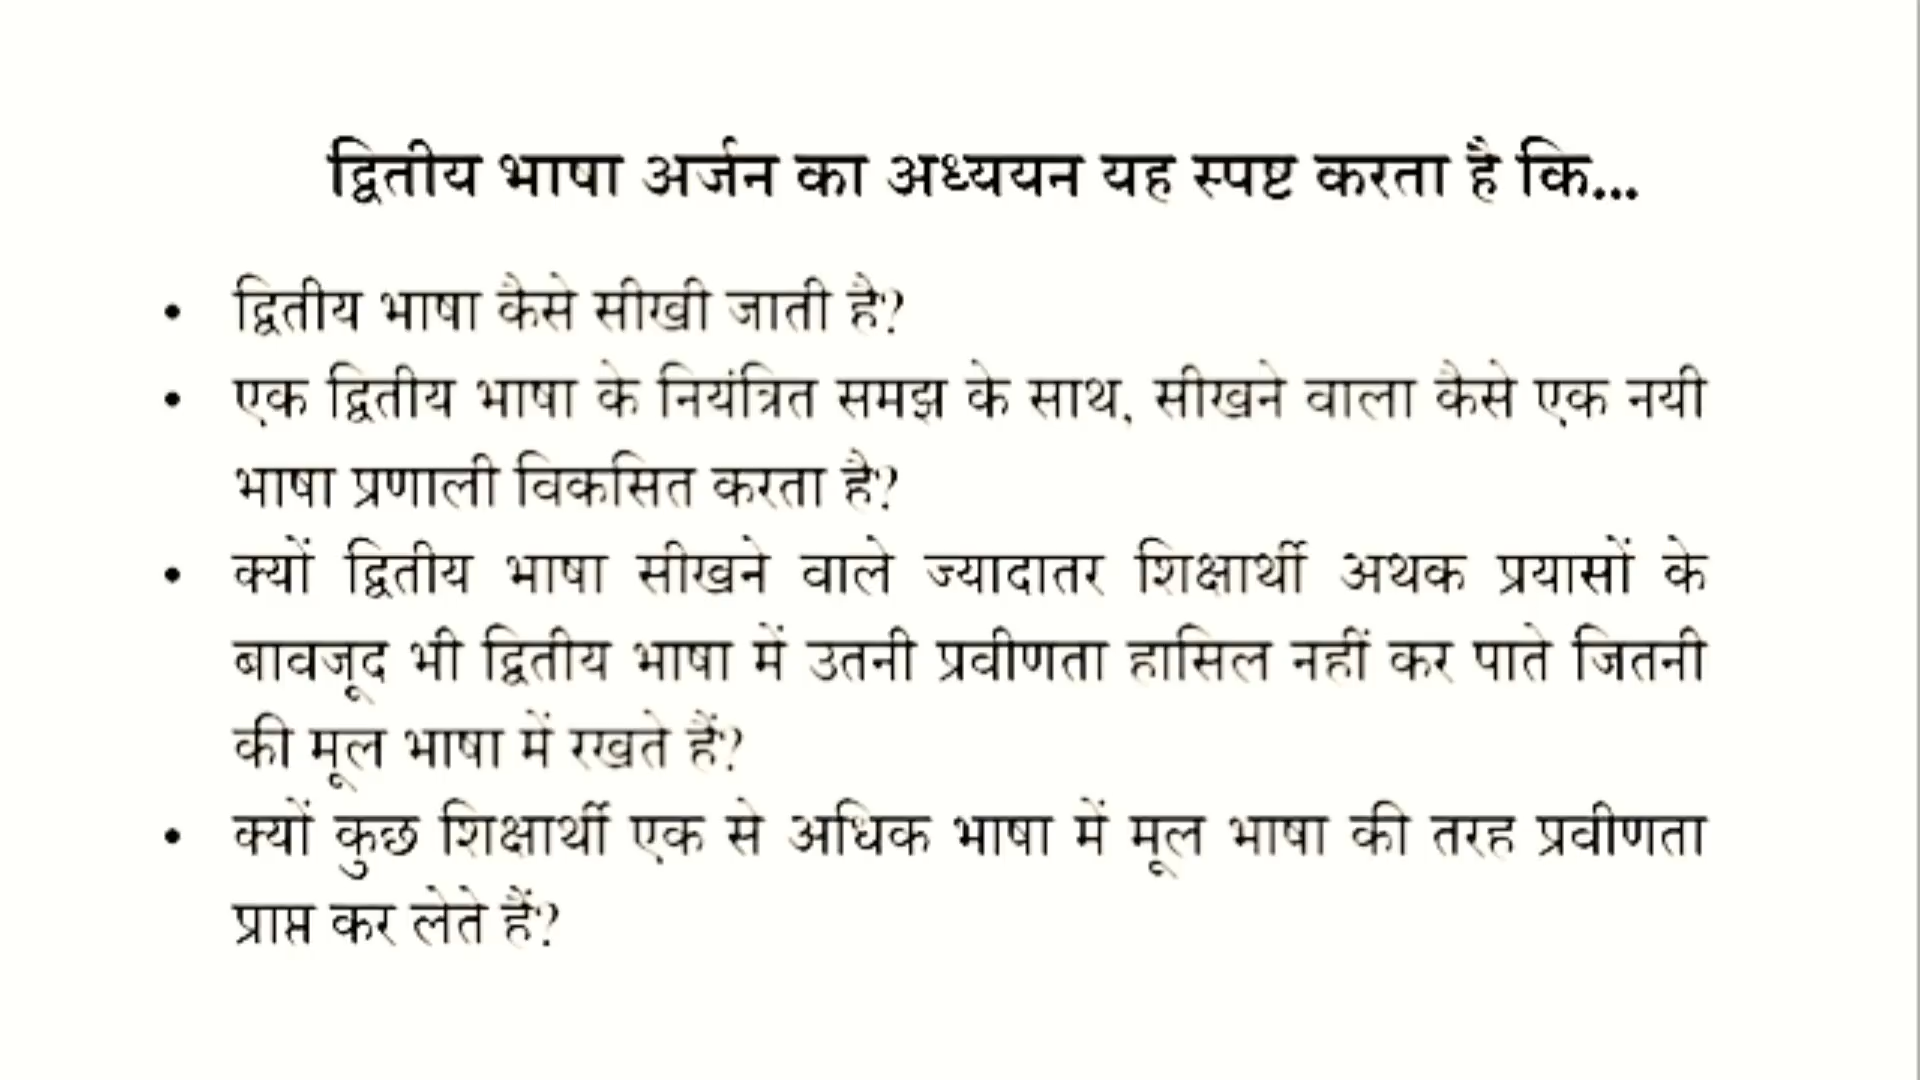 द्वितीय भाषा अर्जन का अध्ययन यह स्पष्ट करता है कि...
• द्वितीय भाषा कैसे सीखी जाती है?
• एक द्वितीय भाषा के नियंत्रित समझ के साथ, सीखने वाला कैसे एक नयी
भाषा प्रणाली विकसित करता है?
• क्यों द्वितीय भाषा सीखने वाले ज्यादातर शिक्षार्थी अथक प्रयासों के
बावजूद भी द्वितीय भाषा में उतनी प्रवीणता हासिल नहीं कर पाते जितनी
की मूल भाषा में रखते हैं?
• क्यों कुछ शिक्षार्थी एक से अधिक भाषा में मूल भाषा की तरह प्रवीणता
प्राप्त कर लेते हैं?